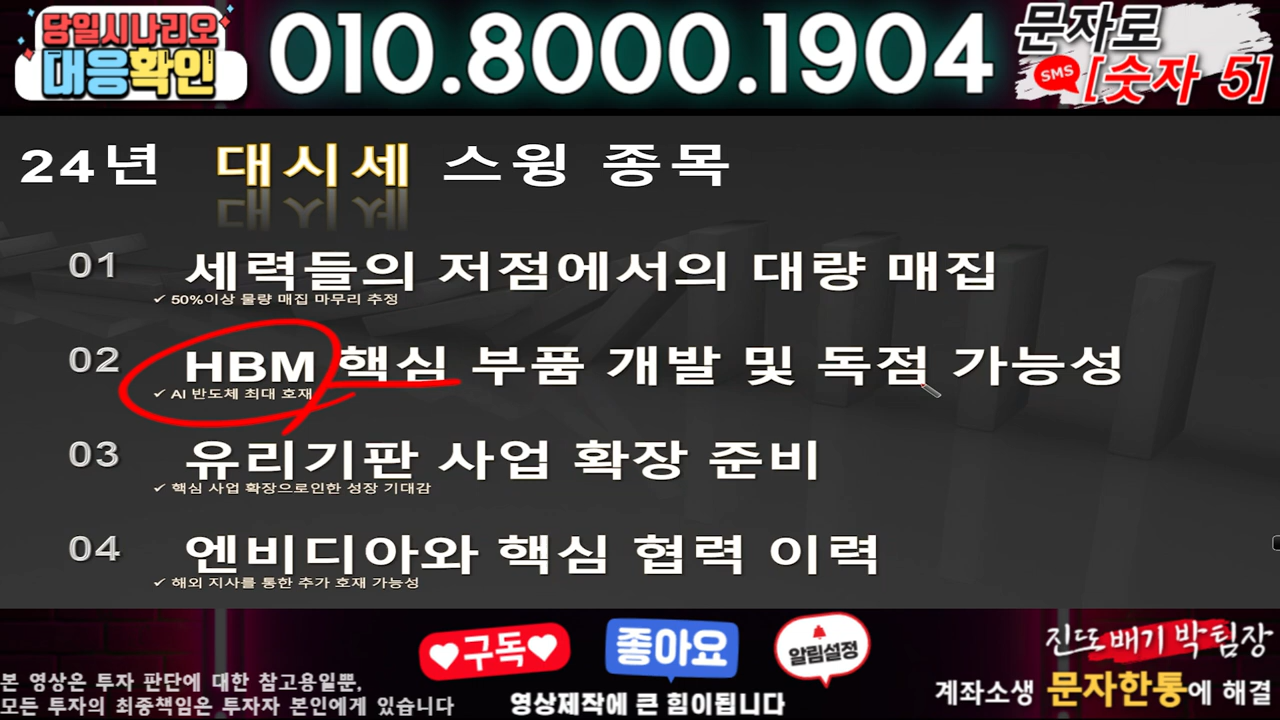 당일시나리오
대응확인
010.8000.1904
문자로
SMS [숫자 5]
24년 대시세 스윙 종목
01 세력들의 저점에서의 대량 매집
✓ 50%이상 물량 매집 마무리 추정
02 HBM 핵심 부품 개발 및 독점 가능성
✓ AI 반도체 최대 호재
03 유리기판 사업 확장 준비
✓ 핵심 사업 확장으로인한 성장 기대감
04 엔비디아와 핵심 협력 이력
✓ 해외 지사를 통한 추가 호재 가능성
구독
좋아요
알림설정
영상제작에 큰 힘이됩니다
본 영상은 투자 판단에 대한 참고용일뿐,
모든 투자의 최종책임은 투자자 본인에게 있습니다
진또배기 박팀장
계좌소생 문자한통에 해결